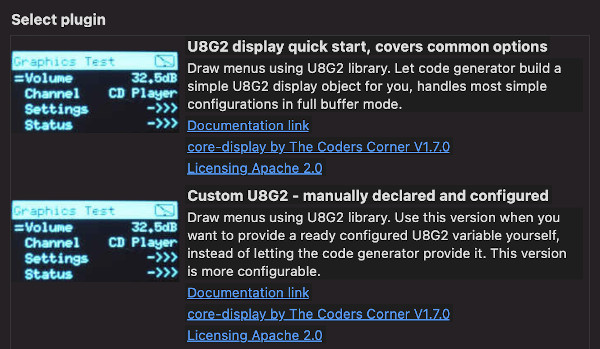 Select plugin
Graphics Test
=Volume 32.5dB
Channel CD Player
Settings ->>>
Status ->>>
U8G2 display quick start, covers common options
Draw menus using U8G2 library. Let code generator build a
simple U8G2 display object for you, handles most simple
configurations in full buffer mode.
Documentation link
core-display by The Coders Corner V1.7.0
Licensing Apache 2.0
Graphics Test
=Volume 32.5dB
Channel CD Player
Settings ->>>
Status ->>>
Custom U8G2 - manually declared and configured
Draw menus using U8G2 library. Use this version when you
want to provide a ready configured U8G2 variable yourself,
instead of letting the code generator provide it. This version
is more configurable.
Documentation link
core-display by The Coders Corner V1.7.0
Licensing Apache 2.0